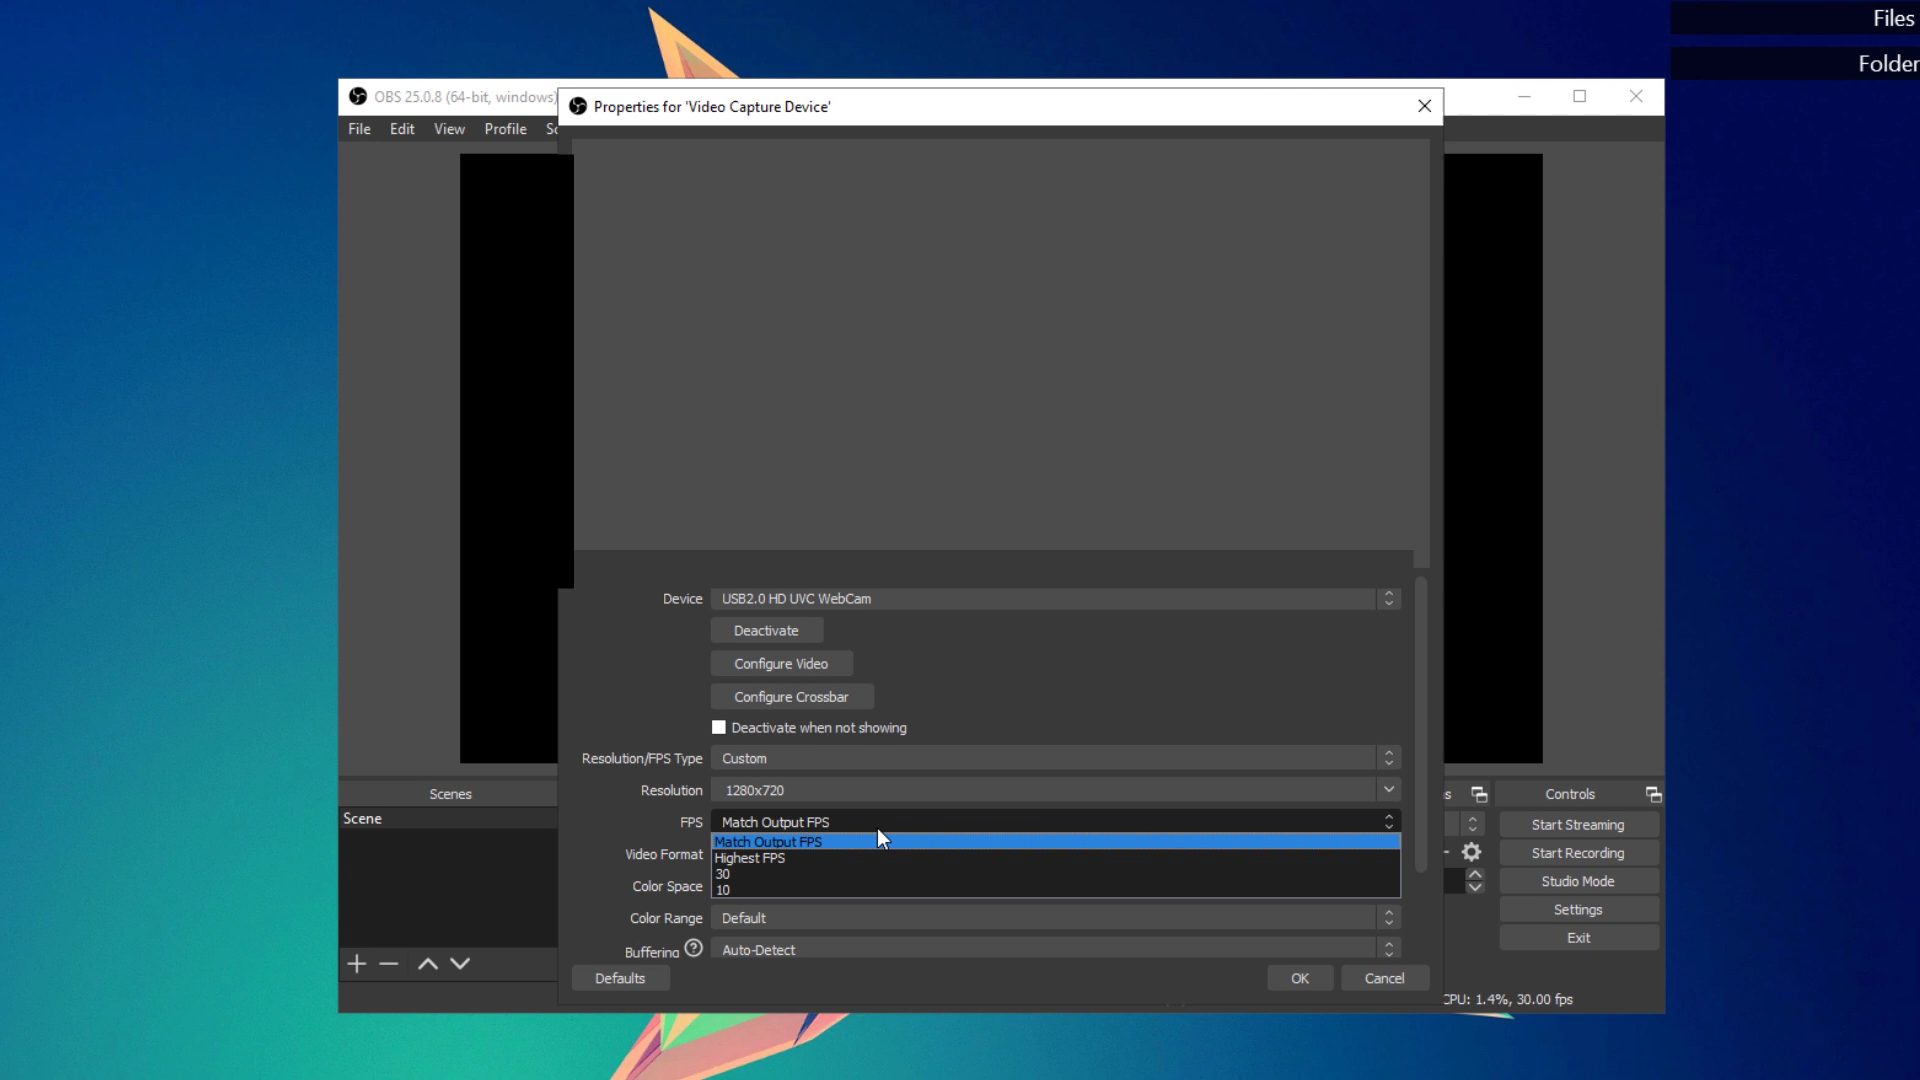 Files
Folder
OBS 25.0.8 (64-bit, windows)
Properties for 'Video Capture Device'
File Edit View Profile Sc
Device USB2.0 HD UVC WebCam
Deactivate
Configure Video
Configure Crossbar
Deactivate when not showing
Resolution/FPS Type Custom
Resolution 1280x720
FPS Match Output FPS
Match Output FPS
Highest FPS
30
10
Video Format
Color Space
Color Range Default
Buffering ? Auto-Detect
Defaults OK Cancel
Scenes
Scene
s
Controls
Start Streaming
Start Recording
Studio Mode
Settings
Exit
CPU: 1.4%, 30.00 fps